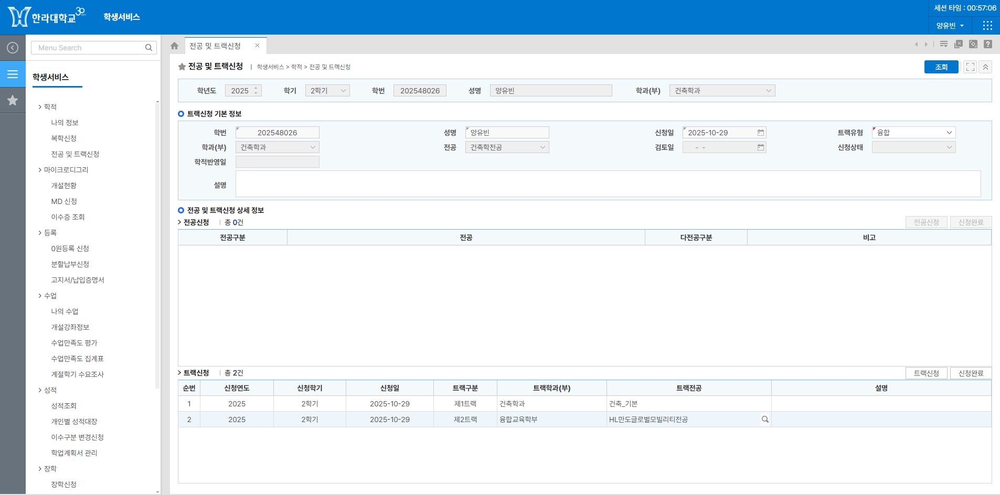 한라대학교 30
학생서비스
세션 타임 : 00:57:06
양유빈
Menu Search
학생서비스
학적
나의 정보
복학신청
전공 및 트랙신청
마이크로디그리
개설현황
MD 신청
이수증 조회
등록
0원등록 신청
분할납부신청
고지서/납입증명서
수업
나의 수업
개설강좌정보
수업만족도 평가
수업만족도 집계표
계절학기 수요조사
성적
성적조회
개인별 성적대장
이수구분 변경신청
학업계획서 관리
장학
장학신청
전공 및 트랙신청
전공 및 트랙신청 | 학생서비스 > 학적 > 전공 및 트랙신청
조회
학년도 2025 학기 2학기 학번 202548026 성명 양유빈 학과(부) 건축학과
트랙신청 기본 정보
학번 202548026 성명 양유빈 신청일 2025-10-29 트랙유형 융합
학과(부) 건축학과 전공 건축학전공 검토일 - - 신청상태
학적반영일
설명
전공 및 트랙신청 상세 정보
> 전공신청 | 총 0건 전공신청 신청완료
전공구분 전공 다전공구분 비고
> 트랙신청 | 총 2건 트랙신청 신청완료
순번 신청연도 신청학기 신청일 트랙구분 트랙학과(부) 트랙전공 설명
1 2025 2학기 2025-10-29 제1트랙 건축학과 건축_기본
2 2025 2학기 2025-10-29 제2트랙 융합교육학부 HL만도글로벌모빌리티전공